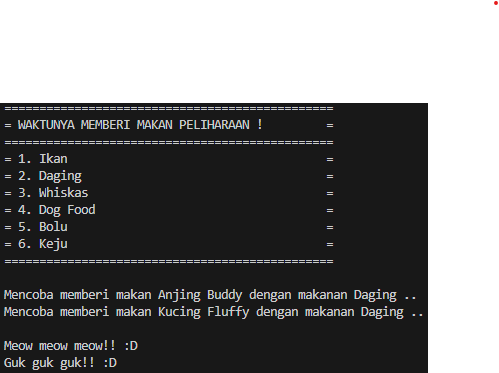 ===============================================
= WAKTUNYA MEMBERI MAKAN PELIHARAAN !         =
===============================================
= 1. Ikan                                     =
= 2. Daging                                   =
= 3. Whiskas                                  =
= 4. Dog Food                                 =
= 5. Bolu                                     =
= 6. Keju                                     =
===============================================
Mencoba memberi makan Anjing Buddy dengan makanan Daging ..
Mencoba memberi makan Kucing Fluffy dengan makanan Daging ..
Meow meow meow!! :D
Guk guk guk!! :D